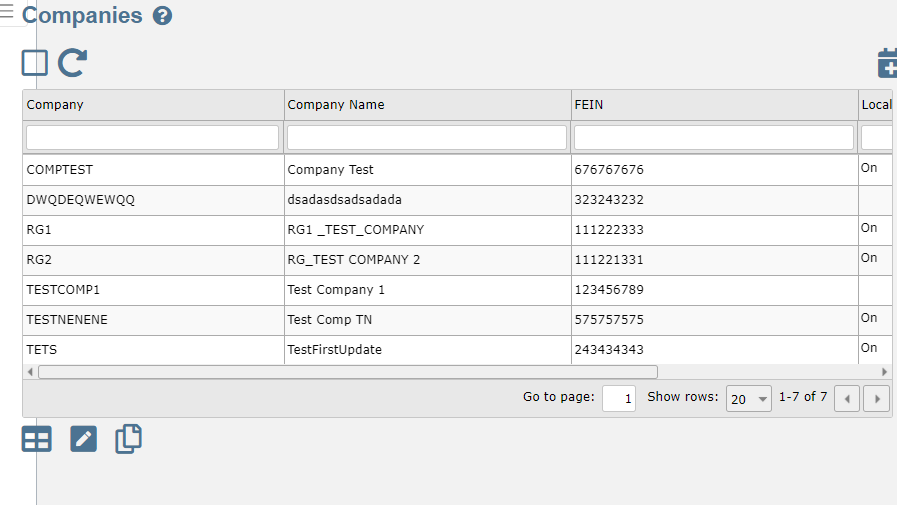 Companies ?
Company Company Name FEIN Local
COMPTEST Company Test 676767676 On
DWQDEQWEWQQ dsadasdsadsadada 323243232
RG1 RG1 _TEST_COMPANY 111222333 On
RG2 RG_TEST COMPANY 2 111221331 On
TESTCOMP1 Test Company 1 123456789
TESTNENENE Test Comp TN 575757575 On
TETS TestFirstUpdate 243434343 On
Go to page: 1 Show rows: 20 1-7 of 7